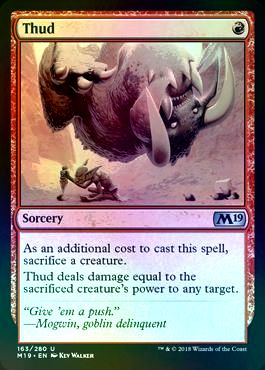 Thud
Sorcery
M19
As an additional cost to cast this spell,
sacrifice a creature.
Thud deals damage equal to the
sacrificed creature's power to any target.
"Give 'em a push."
—Mogwin, goblin delinquent
163/280 U
M19 • EN KEY WALKER
™ & © 2018 Wizards of the Coast